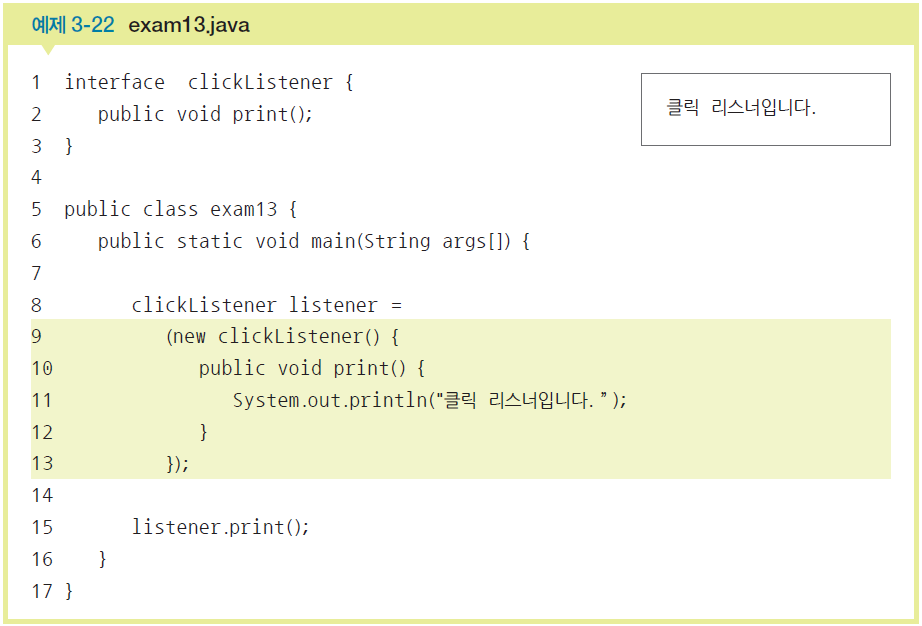 예제 3-22 exam13.java
1 interface  clickListener {
2    public void print();
3 }
4
5 public class exam13 {
6    public static void main(String args[]) {
7
8       clickListener listener =
9          (new clickListener() {
10            public void print() {
11               System.out.println("클릭 리스너입니다.”);
12            }
13         });
14
15      listener.print();
16   }
17 }
클릭 리스너입니다.